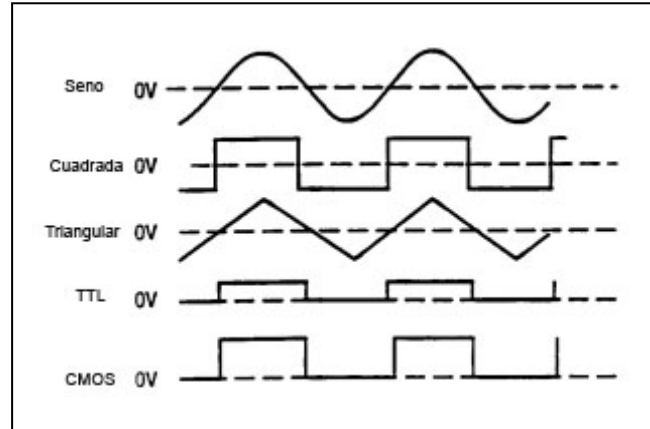 Seno 0V
Cuadrada 0V
Triangular 0V
TTL 0V
CMOS 0V